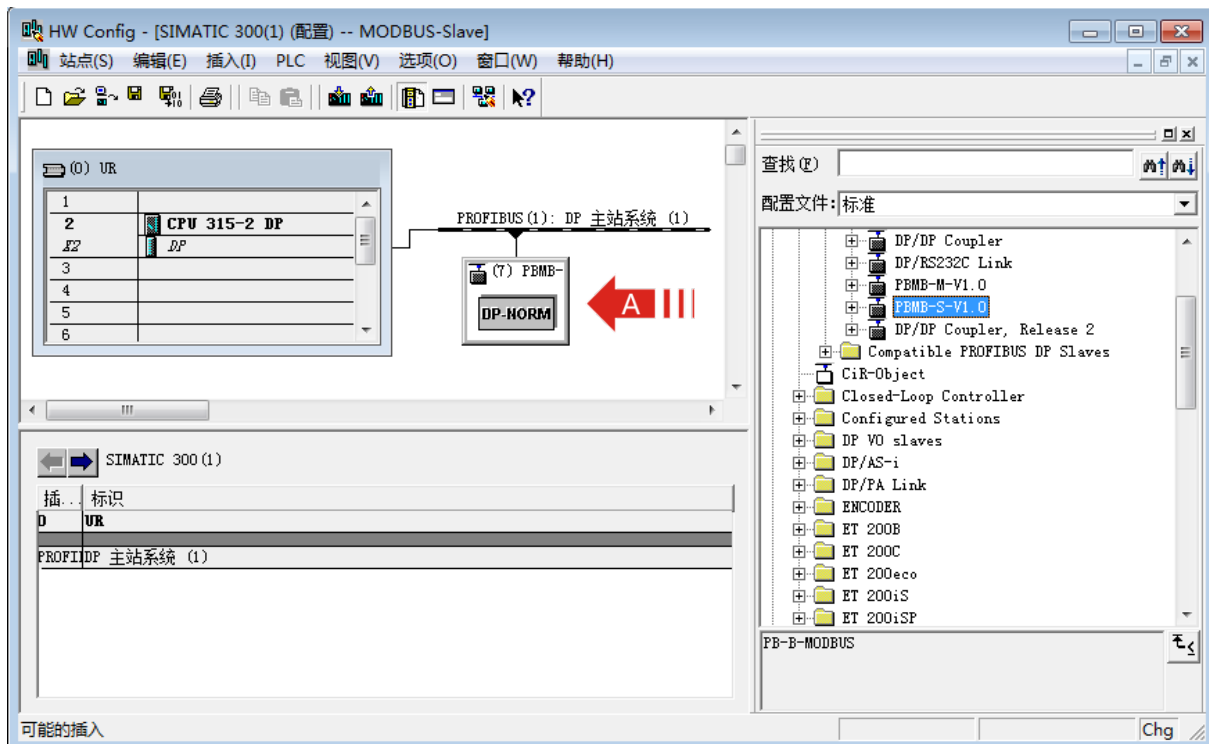 HW Config - [SIMATIC 300(1) (配置) -- MODBUS-Slave]
站点(S) 编辑(E) 插入(I) PLC 视图(V) 选项(O) 窗口(W) 帮助(H)
(0) UR
1
2 CPU 315-2 DP
X2 DP
3
4
5
6
PROFIBUS(1): DP 主站系统 (1)
(7) PBMB-
DP-NORM
A
SIMATIC 300(1)
插... 标识
0 UR
PROFI DP 主站系统 (1)
查找(F)
配置文件: 标准
DP/DP Coupler
DP/RS232C Link
PBMB-M-V1.0
PBMB-S-V1.0
DP/DP Coupler, Release 2
Compatible PROFIBUS DP Slaves
CiR-Object
Closed-Loop Controller
Configured Stations
DP V0 slaves
DP/AS-i
DP/PA Link
ENCODER
ET 200B
ET 200C
ET 200eco
ET 200iS
ET 200iSP
PB-B-MODBUS
可能的插入
Chg